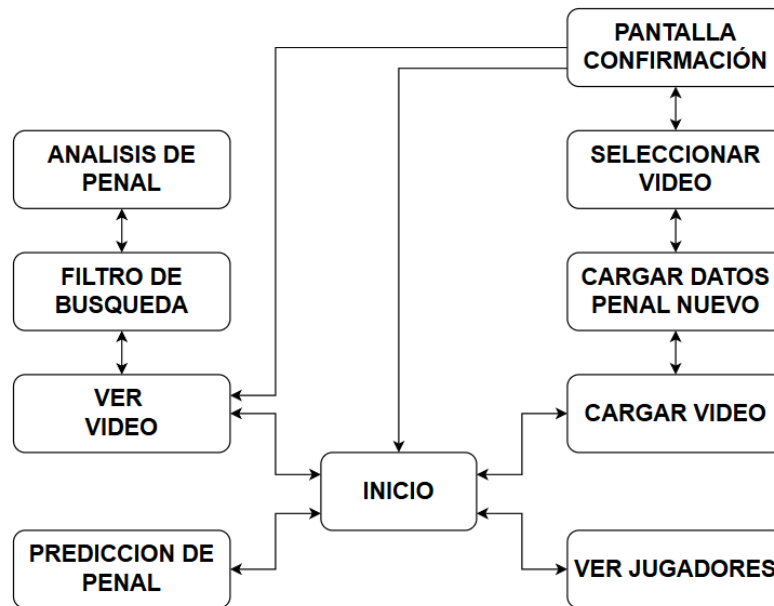 PANTALLA
CONFIRMACIÓN
ANALISIS DE
PENAL
SELECCIONAR
VIDEO
FILTRO DE
BUSQUEDA
CARGAR DATOS
PENAL NUEVO
VER
VIDEO
CARGAR VIDEO
INICIO
PREDICCION DE
PENAL
VER JUGADORES